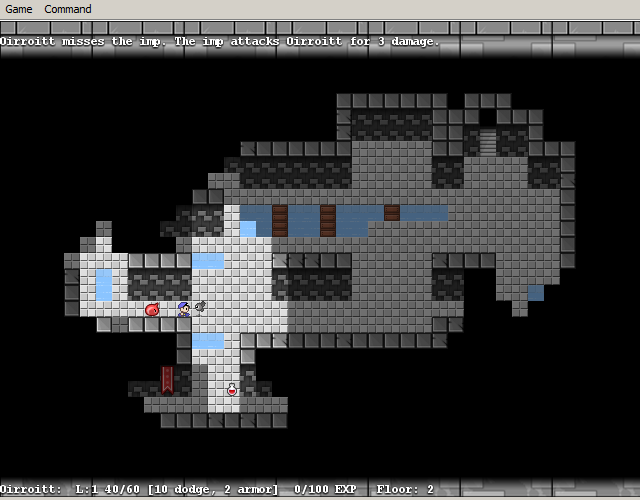 Game Command
Oirroitt misses the imp. The imp attacks Oirroitt for 3 damage.
Oirroitt: L:1 40/60 [10 dodge, 2 armor] 0/100 EXP Floor: 2